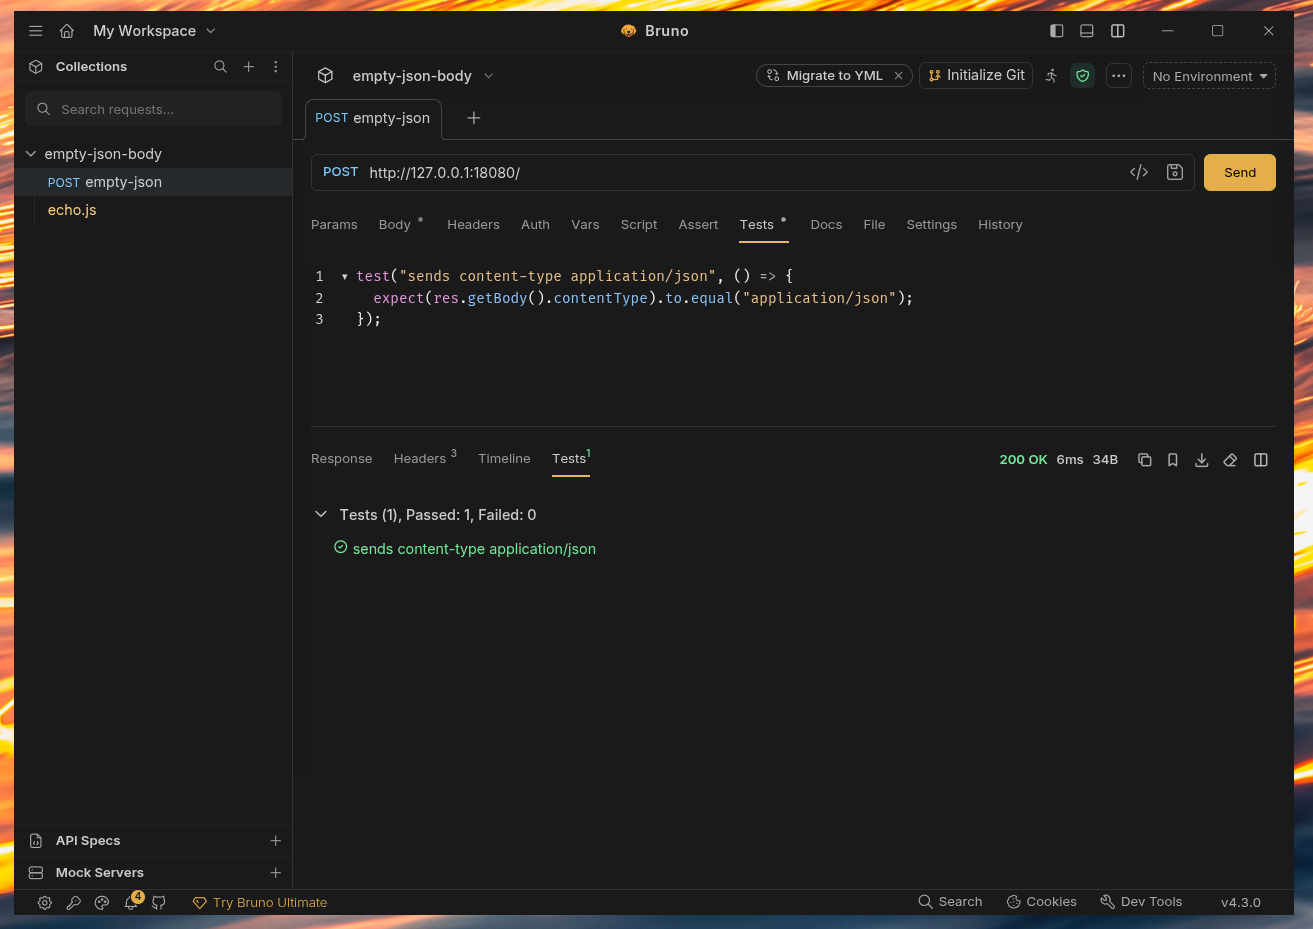 My Workspace
Bruno
Collections
Search requests...
empty-json-body
POST empty-json
echo.js
API Specs
Mock Servers
empty-json-body
Migrate to YML
Initialize Git
No Environment
POST empty-json
POST http://127.0.0.1:18080/
Send
Params Body Headers Auth Vars Script Assert Tests Docs File Settings History
1 test("sends content-type application/json", () => {
2 expect(res.getBody().contentType).to.equal("application/json");
3 });
Response Headers 3 Timeline Tests 1
200 OK 6ms 34B
Tests (1), Passed: 1, Failed: 0
sends content-type application/json
4
Try Bruno Ultimate
Search
Cookies
Dev Tools
v4.3.0